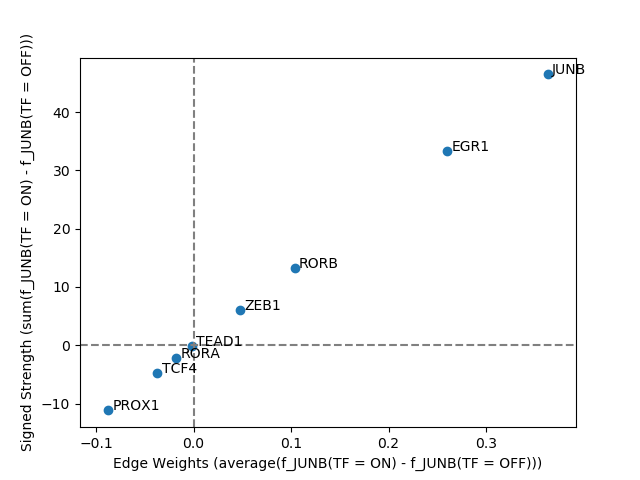 Signed Strength (sum(f_JUNB(TF = ON) - f_JUNB(TF = OFF)))
40
30
20
10
0
−10
JUNB
EGR1
RORB
ZEB1
TEAD1
RORA
TCF4
PROX1
−0.1
0.0
0.1
0.2
0.3
Edge Weights (average(f_JUNB(TF = ON) - f_JUNB(TF = OFF)))